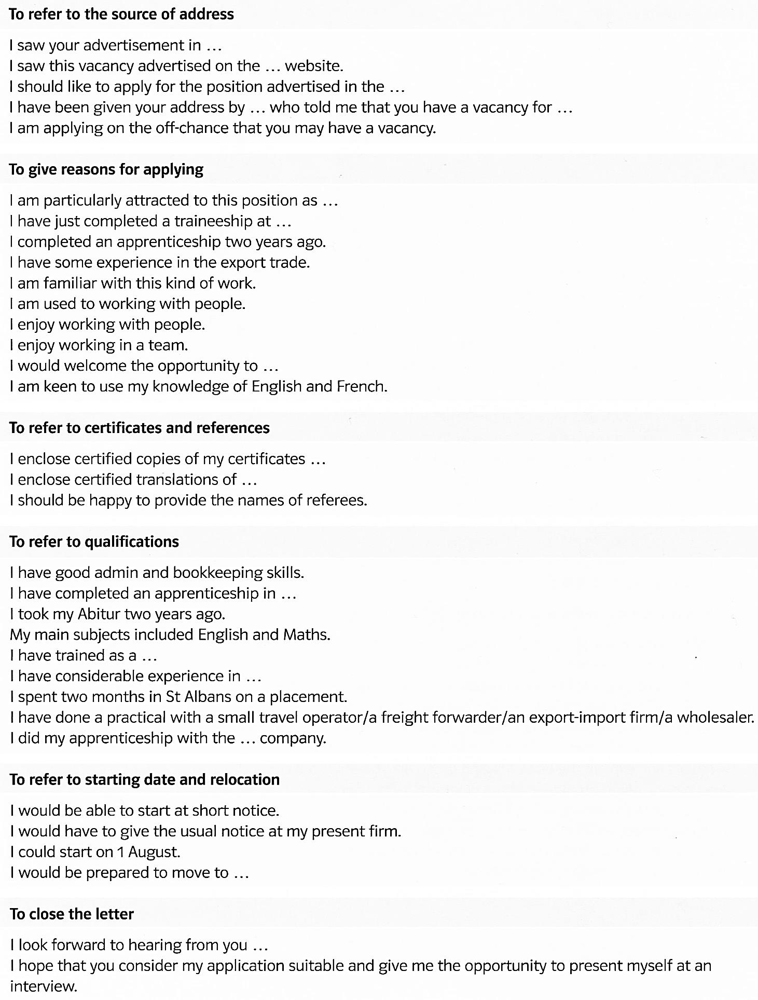 To refer to the source of address
I saw your advertisement in …
I saw this vacancy advertised on the … website.
I should like to apply for the position advertised in the …
I have been given your address by … who told me that you have a vacancy for …
I am applying on the off-chance that you may have a vacancy.
To give reasons for applying
I am particularly attracted to this position as …
I have just completed a traineeship at …
I completed an apprenticeship two years ago.
I have some experience in the export trade.
I am familiar with this kind of work.
I am used to working with people.
I enjoy working with people.
I enjoy working in a team.
I would welcome the opportunity to …
I am keen to use my knowledge of English and French.
To refer to certificates and references
I enclose certified copies of my certificates …
I enclose certified translations of …
I should be happy to provide the names of referees.
To refer to qualifications
I have good admin and bookkeeping skills.
I have completed an apprenticeship in …
I took my Abitur two years ago.
My main subjects included English and Maths.
I have trained as a …
I have considerable experience in …
I spent two months in St Albans on a placement.
I have done a practical with a small travel operator/a freight forwarder/an export-import firm/a wholesaler.
I did my apprenticeship with the … company.
To refer to starting date and relocation
I would be able to start at short notice.
I would have to give the usual notice at my present firm.
I could start on 1 August.
I would be prepared to move to …
To close the letter
I look forward to hearing from you …
I hope that you consider my application suitable and give me the opportunity to present myself at an
interview.